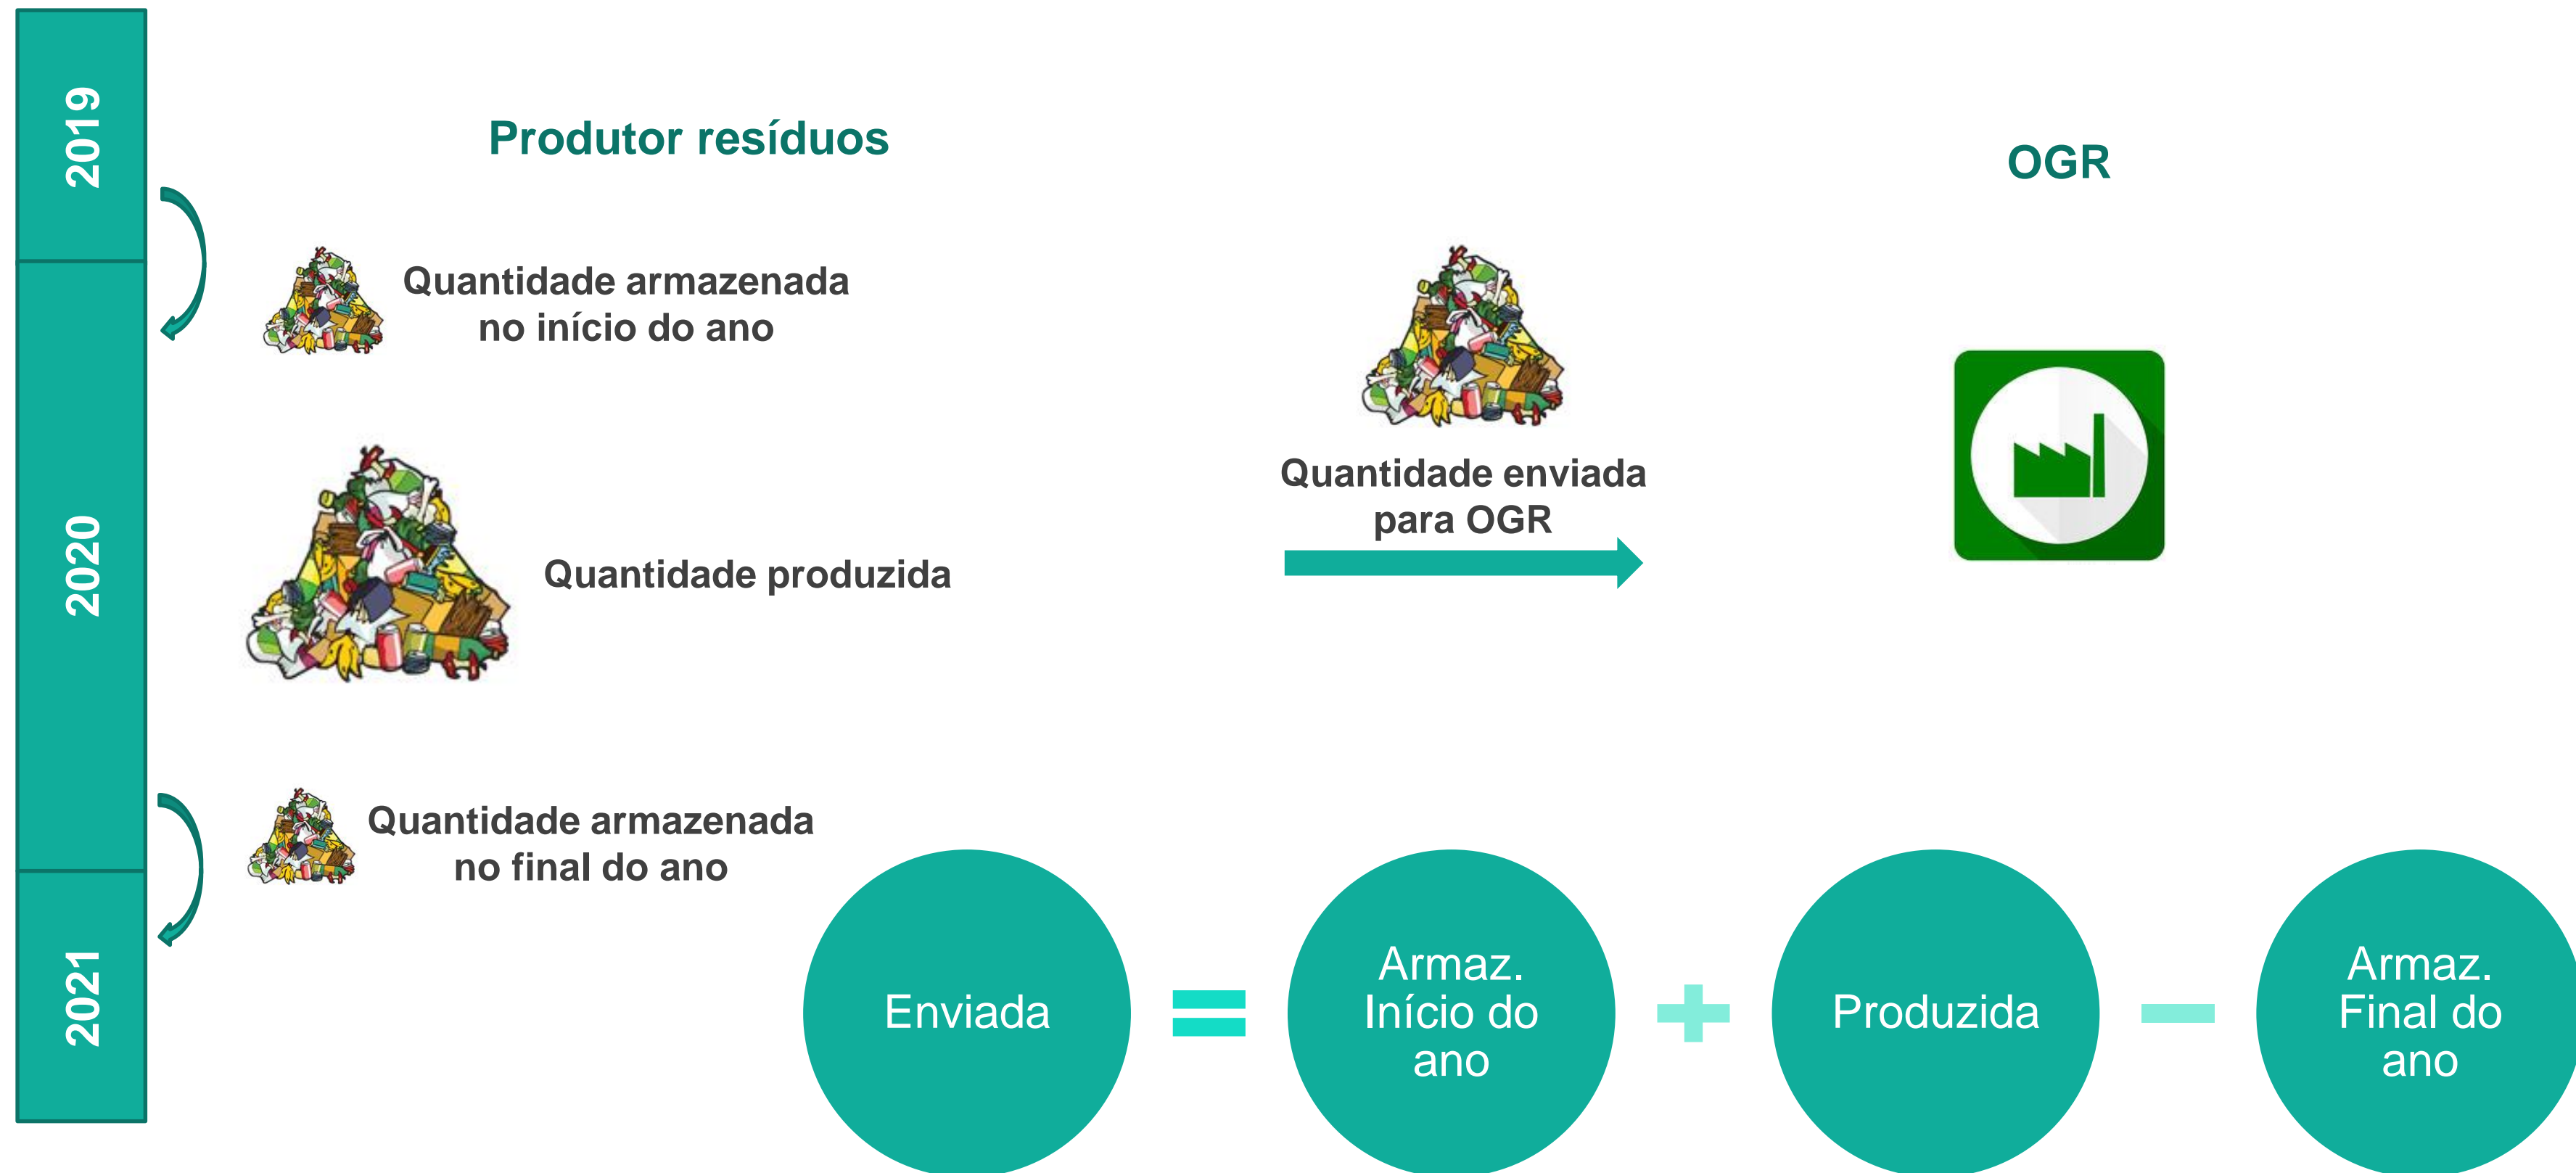 2019
2020
2021
Produtor resíduos
OGR
Quantidade armazenada
no início do ano
Quantidade enviada
para OGR
Quantidade produzida
Quantidade armazenada
no final do ano
Enviada
=
Armaz.
Início do
ano
+
Produzida
−
Armaz.
Final do
ano